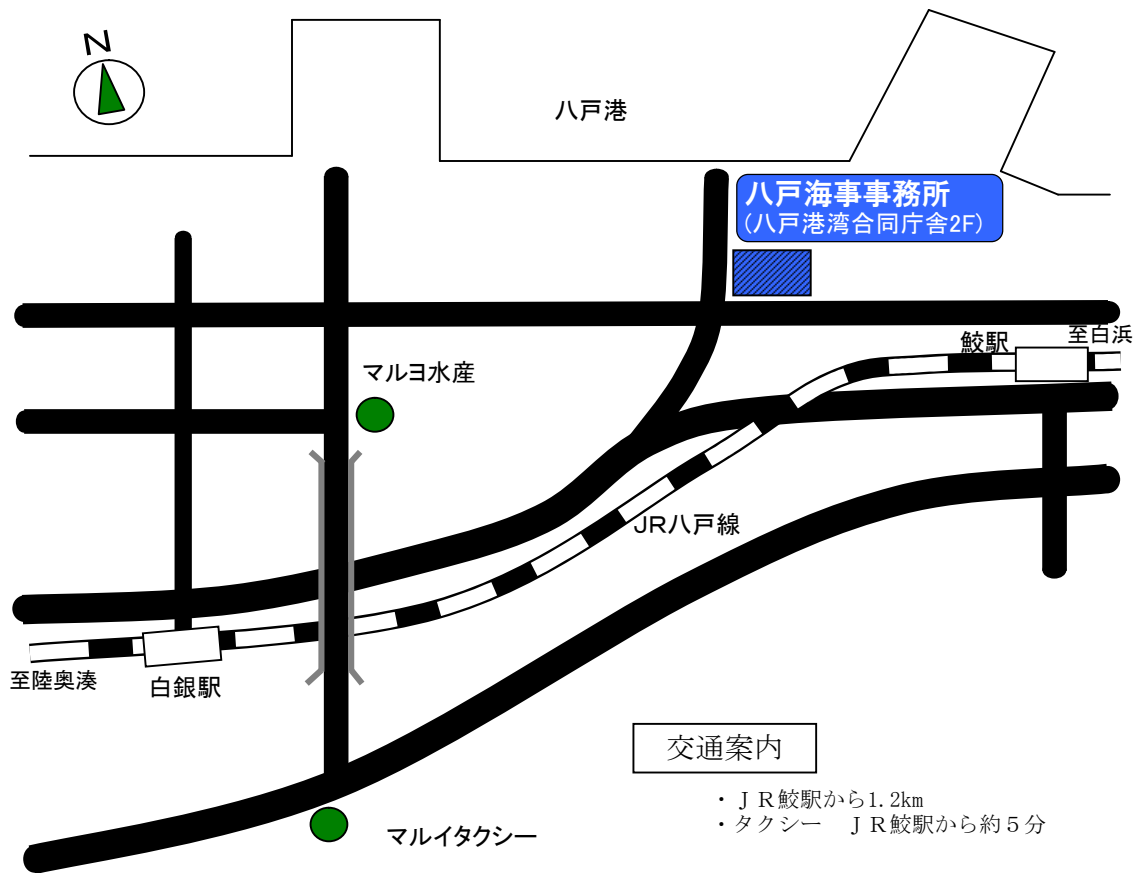 N
八戸港
八戸海事事務所
(八戸港湾合同庁舎2F)
鮫駅
至白浜
マルヨ水産
JR八戸線
至陸奥湊
白銀駅
交通案内
・ＪＲ鮫駅から1.2km
・タクシー　ＪＲ鮫駅から約５分
マルイタクシー